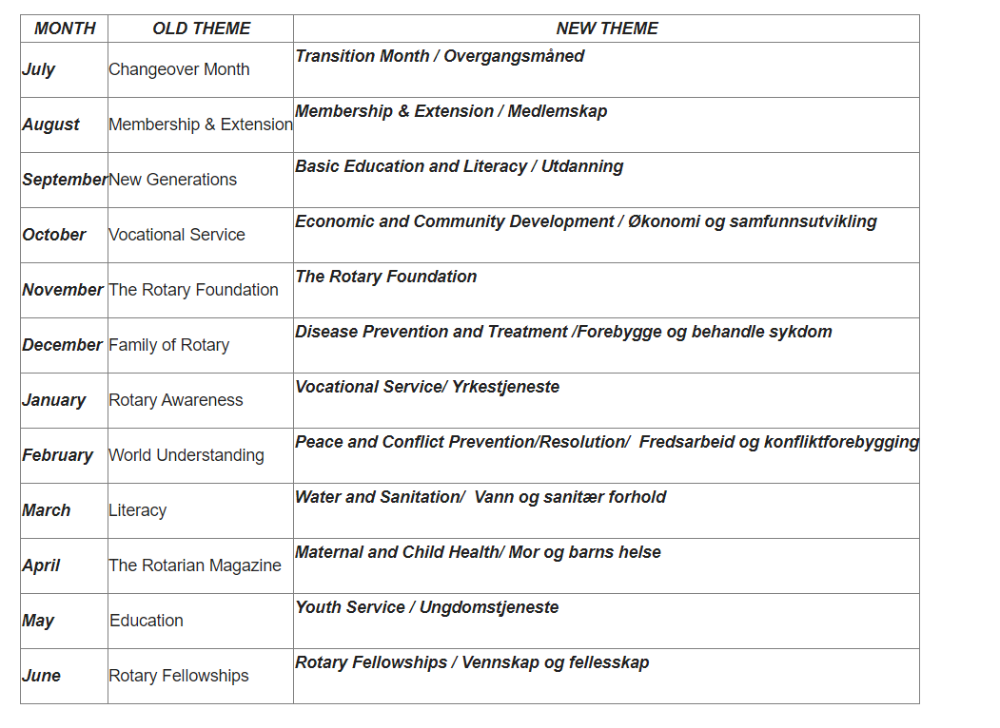 MONTH OLD THEME NEW THEME
July Changeover Month Transition Month / Overgangsmåned
August Membership & Extension Membership & Extension / Medlemskap
September New Generations Basic Education and Literacy / Utdanning
October Vocational Service Economic and Community Development / Økonomi og samfunnsutvikling
November The Rotary Foundation The Rotary Foundation
December Family of Rotary Disease Prevention and Treatment /Forebygge og behandle sykdom
January Rotary Awareness Vocational Service/ Yrkestjeneste
February World Understanding Peace and Conflict Prevention/Resolution/  Fredsarbeid og konfliktforebygging
March Literacy Water and Sanitation/  Vann og sanitær forhold
April The Rotarian Magazine Maternal and Child Health/ Mor og barns helse
May Education Youth Service / Ungdomstjeneste
June Rotary Fellowships Rotary Fellowships / Vennskap og fellesskap